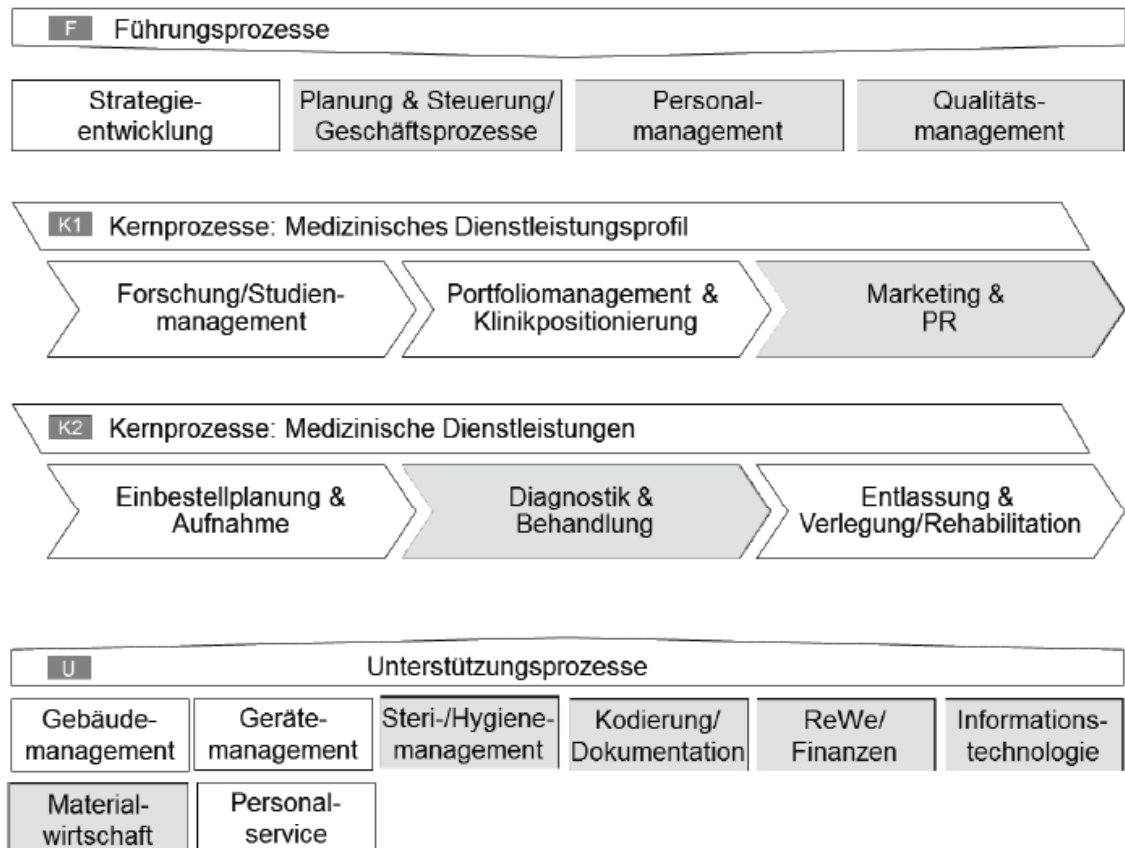 F Führungsprozesse
Strategie-
entwicklung
Planung & Steuerung/
Geschäftsprozesse
Personal-
management
Qualitäts-
management
K1 Kernprozesse: Medizinisches Dienstleistungsprofil
Forschung/Studien-
management
Portfoliomanagement &
Klinikpositionierung
Marketing &
PR
K2 Kernprozesse: Medizinische Dienstleistungen
Einbestellplanung &
Aufnahme
Diagnostik &
Behandlung
Entlassung &
Verlegung/Rehabilitation
U Unterstützungsprozesse
Gebäude-
management
Geräte-
management
Steri-/Hygiene-
management
Kodierung/
Dokumentation
ReWe/
Finanzen
Informations-
technologie
Material-
wirtschaft
Personal-
service